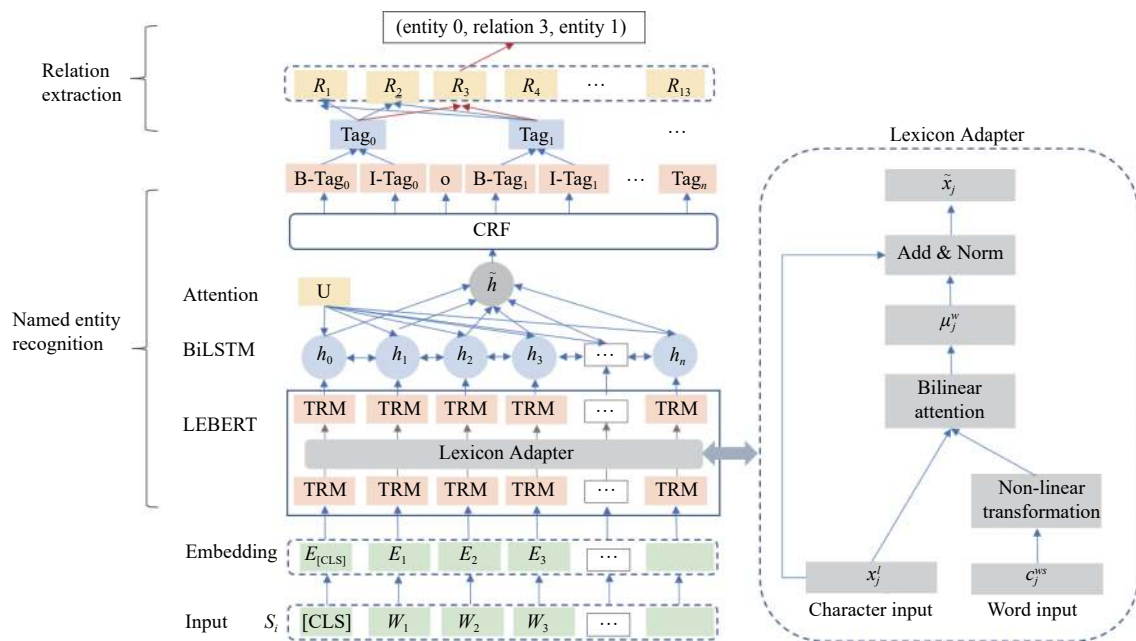 (entity 0, relation 3, entity 1)
Relation
extraction
R₁ R₂ R₃ R₄ ⋯ R₁₃
Tag₀ Tag₁ ⋯
B-Tag₀ I-Tag₀ o B-Tag₁ I-Tag₁ ⋯ Tagₙ
CRF
Named entity
recognition
Attention
U h̃
BiLSTM
h₀ h₁ h₂ h₃ ⋯ hₙ
LEBERT
TRM TRM TRM TRM ⋯ TRM
Lexicon Adapter
TRM TRM TRM TRM ⋯ TRM
Embedding E[CLS] E₁ E₂ E₃ ⋯
Input Sᵢ [CLS] W₁ W₂ W₃ ⋯
Lexicon Adapter
x̃ⱼ
Add & Norm
μⱼʷ
Bilinear
attention
Non-linear
transformation
xⱼˡ cⱼʷˢ
Character input Word input